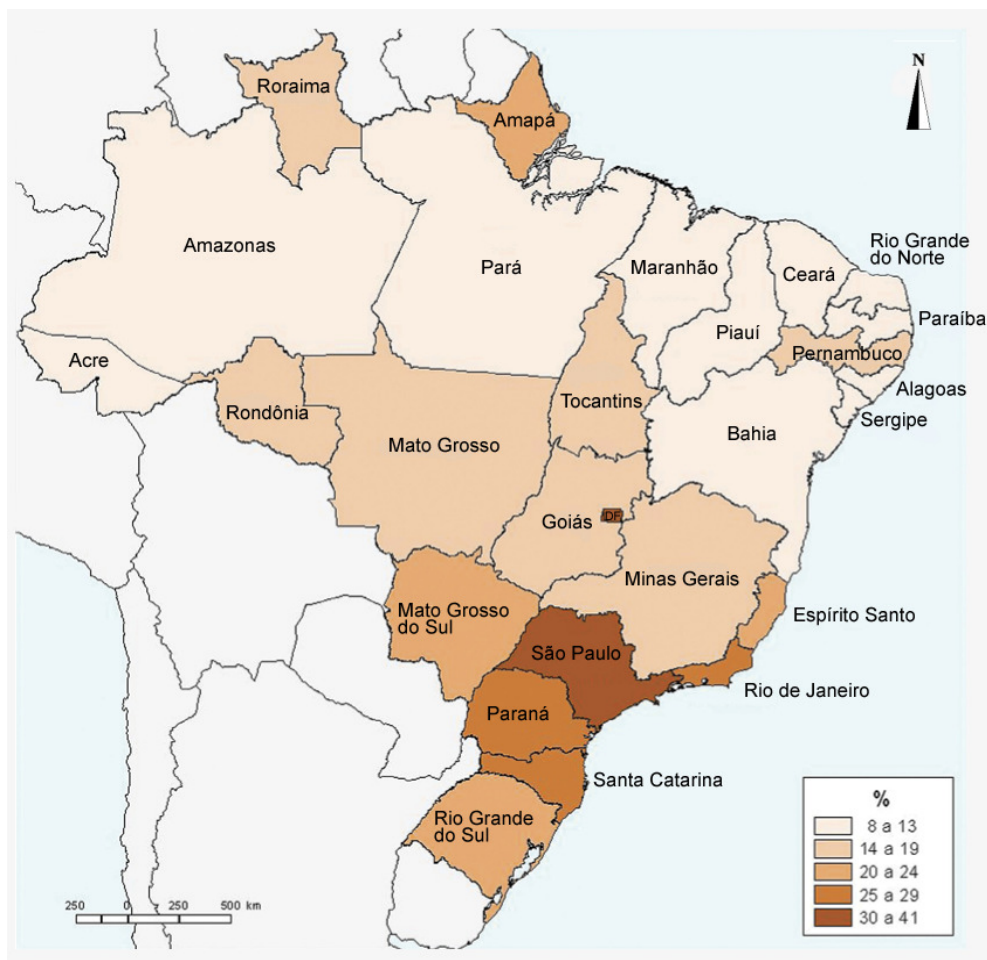 N
Roraima
Amapá
Amazonas
Pará
Maranhão
Ceará
Rio Grande
do Norte
Paraíba
Piauí
Pernambuco
Acre
Alagoas
Sergipe
Rondônia
Tocantins
Mato Grosso
Bahia
Goiás
DF
Minas Gerais
Mato Grosso
do Sul
Espírito Santo
São Paulo
Rio de Janeiro
Paraná
Santa Catarina
Rio Grande
do Sul
%
8 a 13
14 a 19
20 a 24
25 a 29
30 a 41
250 0 250 500 km